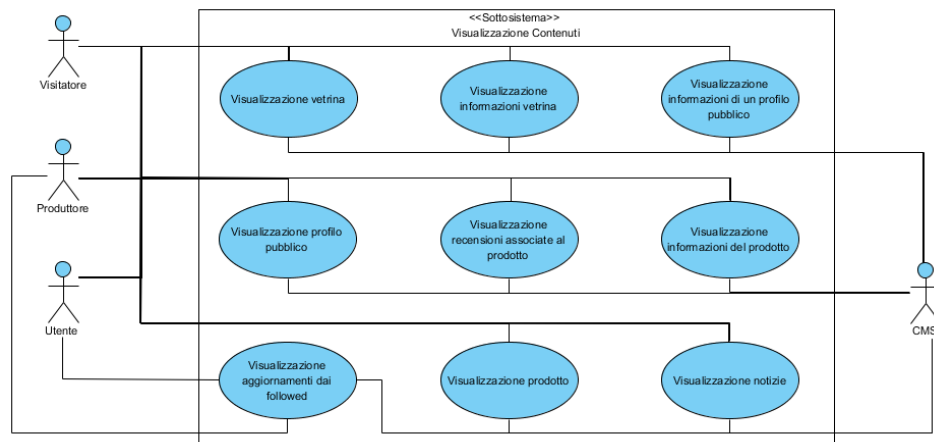 <<Sottosistema>>
Visualizzazione Contenuti
Visitatore
Visualizzazione vetrina
Visualizzazione
informazioni vetrina
Visualizzazione
informazioni di un profilo
pubblico
Produttore
Visualizzazione profilo
pubblico
Visualizzazione
recensioni associate al
prodotto
Visualizzazione
informazioni del prodotto
Utente
CMS
Visualizzazione
aggiornamenti dai
followed
Visualizzazione prodotto
Visualizzazione notizie